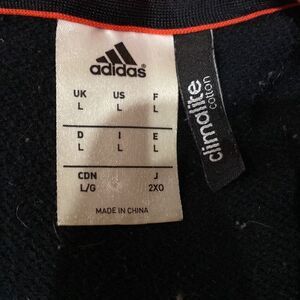 adidas
UK US F
L L L
D I E
L L L
CDN J
L/G 2XO
MADE IN CHINA
climalite
cotton